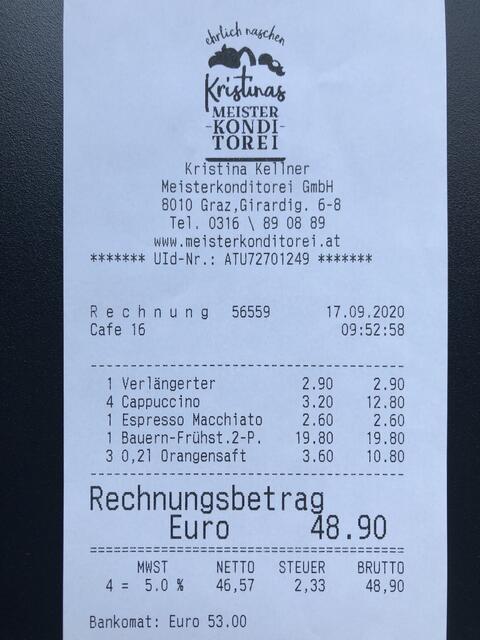 ehrlich naschen
Kristinas
MEISTER
-KONDI-
TOREI
Kristina Kellner
Meisterkonditorei GmbH
8010 Graz,Girardig. 6-8
Tel. 0316 \ 89 08 89
www.meisterkonditorei.at
******* UId-Nr.: ATU72701249 *******
R e c h n u n g 56559 17.09.2020
Cafe 16 09:52:58
1 Verlängerter 2.90 2.90
4 Cappuccino 3.20 12.80
1 Espresso Macchiato 2.60 2.60
1 Bauern-Frühst.2-P. 19.80 19.80
3 0,2l Orangensaft 3.60 10.80
Rechnungsbetrag
Euro 48.90
MWST NETTO STEUER BRUTTO
4 = 5.0 % 46,57 2,33 48,90
Bankomat: Euro 53.00